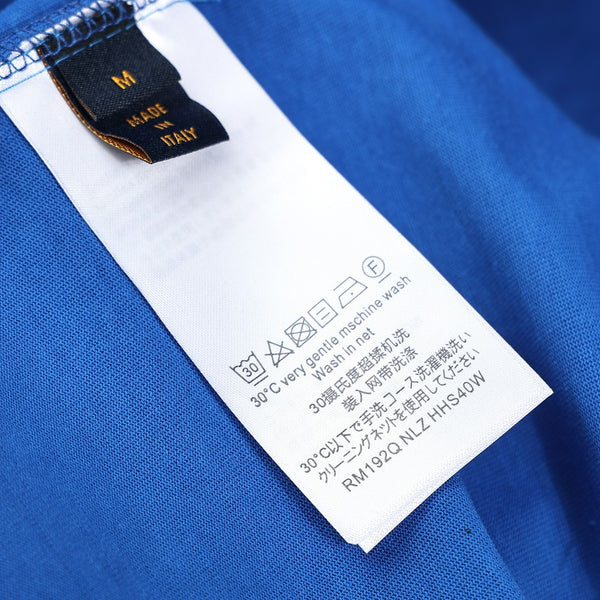 M
MADE
IN
ITALY
30
F
30°C very gentle mschine wash
Wash in net
30摄氏度超揉机洗
装入网带洗涤
30°C以下で手洗コース洗濯機洗い
クリーニングネットを使用してください
RM192Q NLZ HHS40W